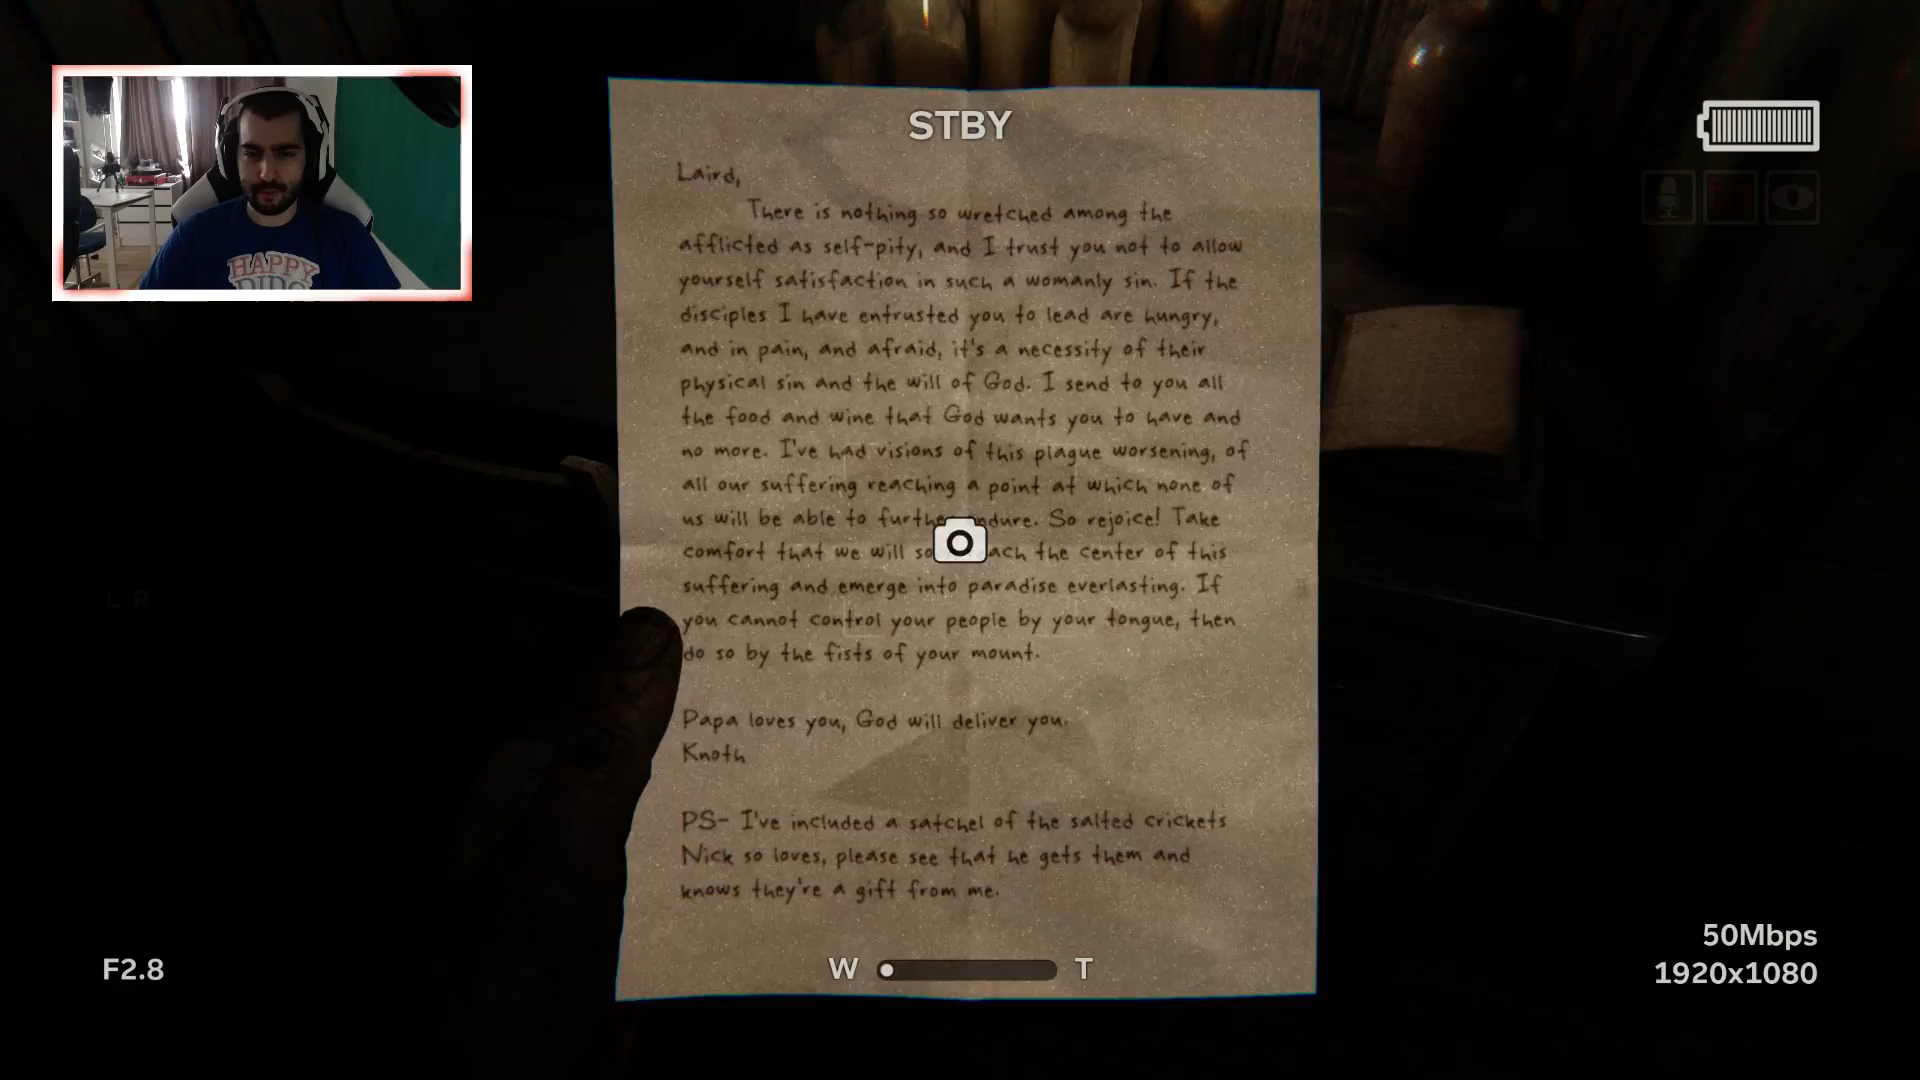 STBY
Laird,
There is nothing so wretched among the
afflicted as self-pity, and I trust you not to allow
yourself satisfaction in such a womanly sin. If the
disciples I have entrusted you to lead are hungry,
and in pain, and afraid, it's a necessity of their
physical sin and the will of God. I send to you all
the food and wine that God wants you to have and
no more. I've had visions of this plague worsening, of
all our suffering reaching a point at which none of
us will be able to endure. So rejoice! Take
comfort that we will the center of this
suffering and emerge into paradise everlasting. If
you cannot control your people by your tongue, then
do so by the fists of your mount.
Papa loves you, God will deliver you.
Knoth
PS- I've included a satchel of the salted crickets
Nick so loves, please see that he gets them and
knows they're a gift from me.
HAPPY
L R
F2.8
W T
50Mbps
1920x1080